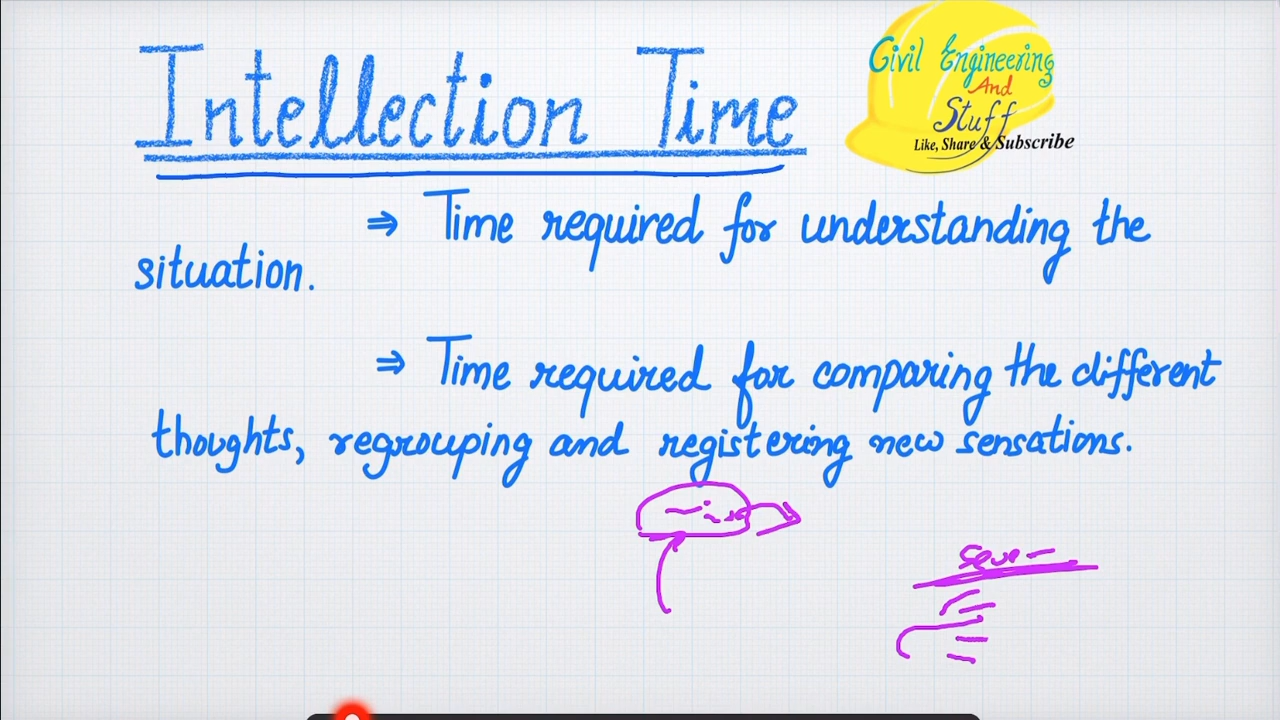 Intellection Time
Civil Engineering
And
Stuff
Like, Share & Subscribe
⇒ Time required for understanding the
situation.
⇒ Time required for comparing the different
thoughts, regrouping and registering new sensations.